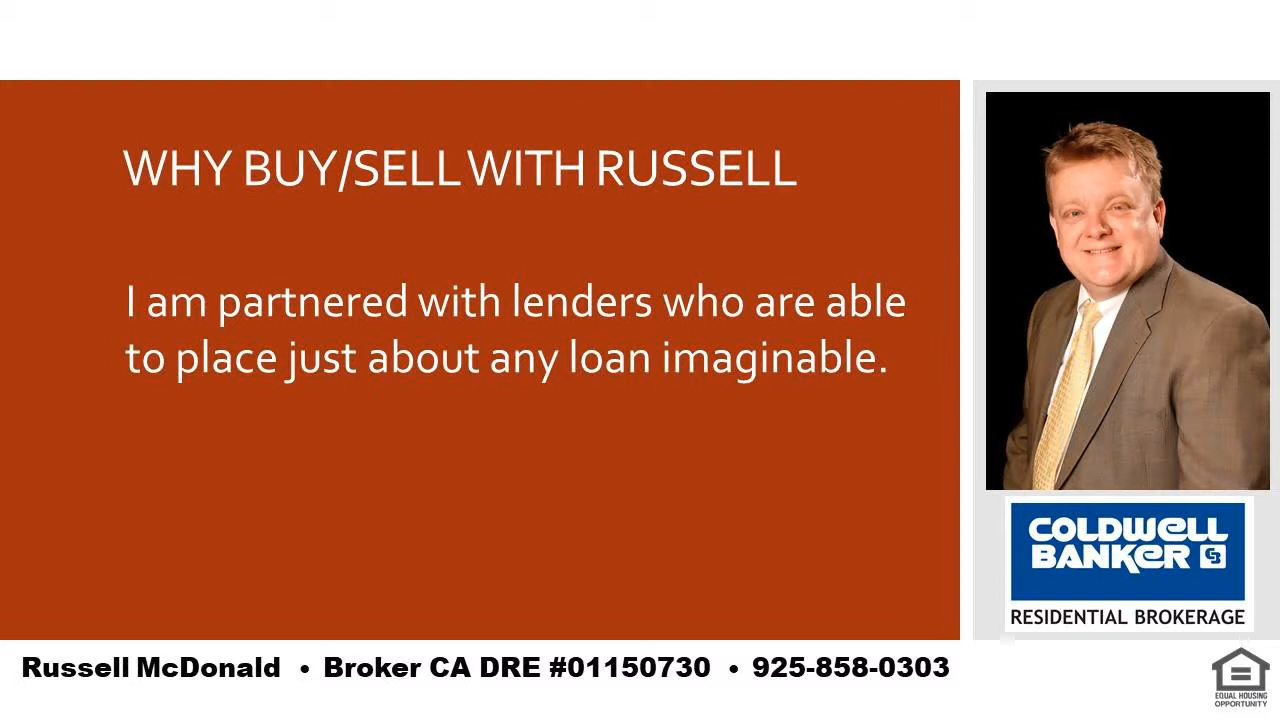 WHY BUY/SELL WITH RUSSELL
I am partnered with lenders who are able
to place just about any loan imaginable.
COLDWELL
BANKER CB
RESIDENTIAL BROKERAGE
Russell McDonald • Broker CA DRE #01150730 • 925-858-0303
EQUAL HOUSING
OPPORTUNITY